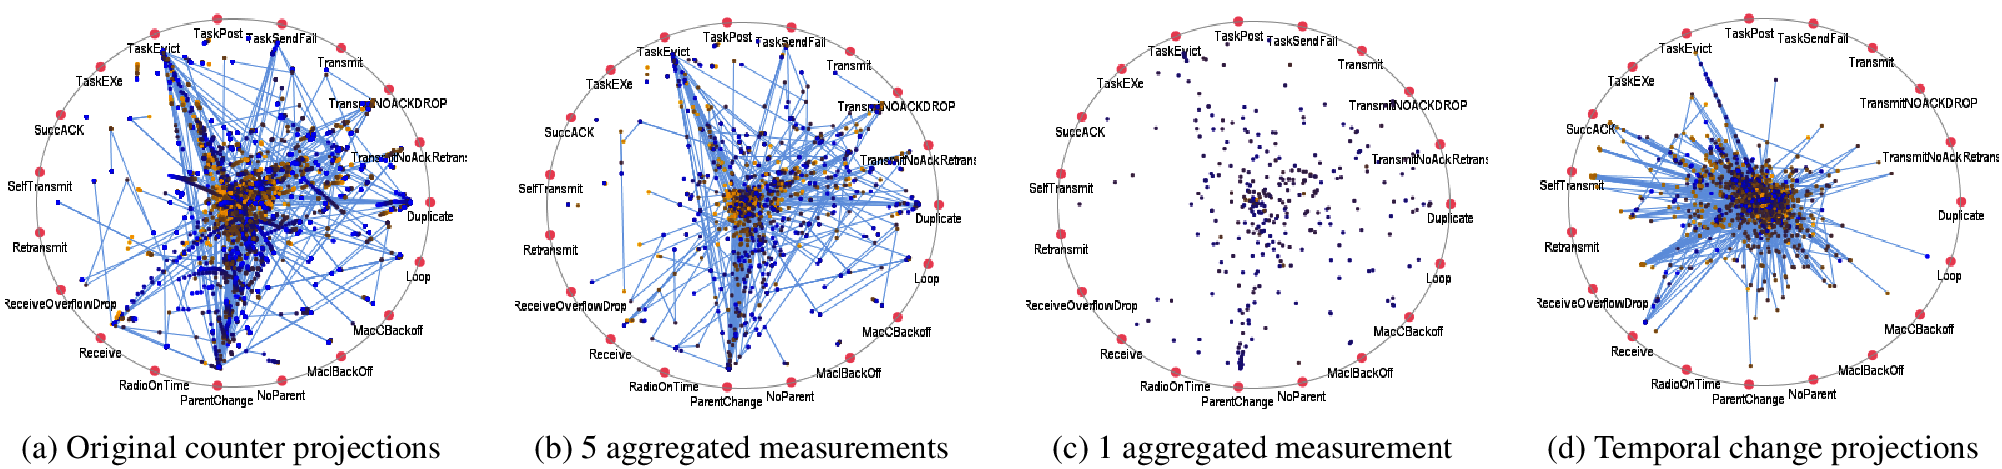 TaskPost
TaskSendFail
TaskEvict
Transmit
TaskEXe
TransmitNOACKDROP
SuccACK
TransmitNoAckRetrans
SelfTransmit
Duplicate
Retransmit
Loop
ReceiveOverflowDrop
MacCBackoff
Receive
MacIBackOff
RadioOnTime
NoParent
ParentChange
(a) Original counter projections
TaskPost
TaskSendFail
TaskEvict
Transmit
TaskEXe
TransmitNOACKDROP
SuccACK
TransmitNoAckRetrans
SelfTransmit
Duplicate
Retransmit
Loop
ReceiveOverflowDrop
MacCBackoff
Receive
MacIBackOff
RadioOnTime
NoParent
ParentChange
(b) 5 aggregated measurements
TaskPost
TaskSendFail
TaskEvict
Transmit
TaskEXe
TransmitNOACKDROP
SuccACK
TransmitNoAckRetrans
SelfTransmit
Duplicate
Retransmit
Loop
ReceiveOverflowDrop
MacCBackoff
Receive
MacIBackOff
RadioOnTime
NoParent
ParentChange
(c) 1 aggregated measurement
TaskPost
TaskSendFail
TaskEvict
Transmit
TaskEXe
TransmitNOACKDROP
SuccACK
TransmitNoAckRetrans
SelfTransmit
Duplicate
Retransmit
Loop
ReceiveOverflowDrop
MacCBackoff
Receive
MacIBackOff
RadioOnTime
NoParent
ParentChange
(d) Temporal change projections